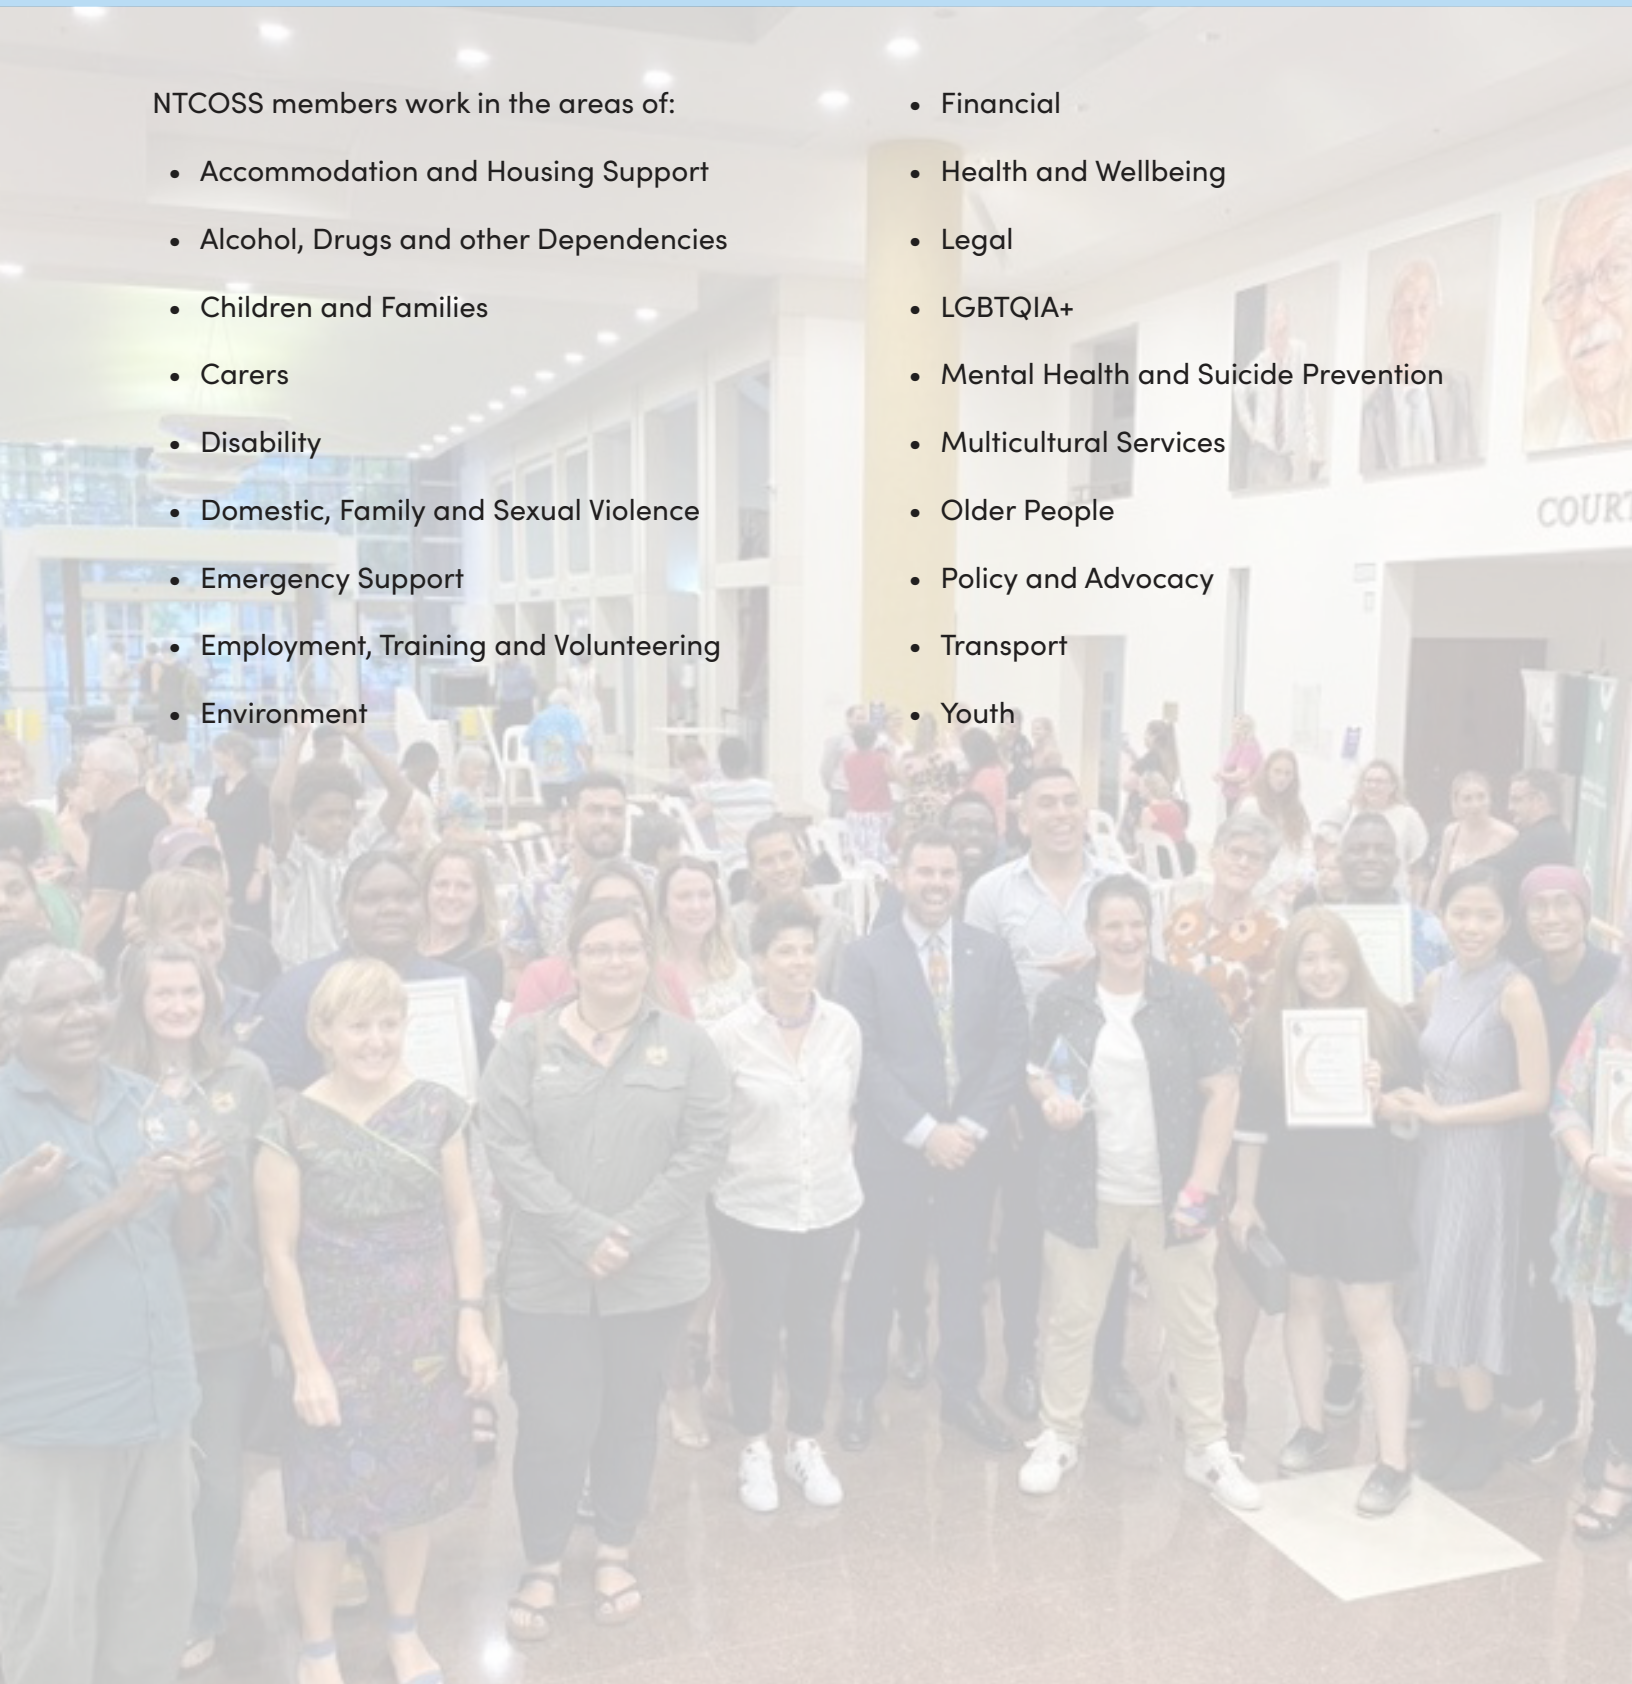 NTCOSS members work in the areas of:
• Accommodation and Housing Support
• Alcohol, Drugs and other Dependencies
• Children and Families
• Carers
• Disability
• Domestic, Family and Sexual Violence
• Emergency Support
• Employment, Training and Volunteering
• Environment
• Financial
• Health and Wellbeing
• Legal
• LGBTQIA+
• Mental Health and Suicide Prevention
• Multicultural Services
• Older People
• Policy and Advocacy
• Transport
• Youth
COURT